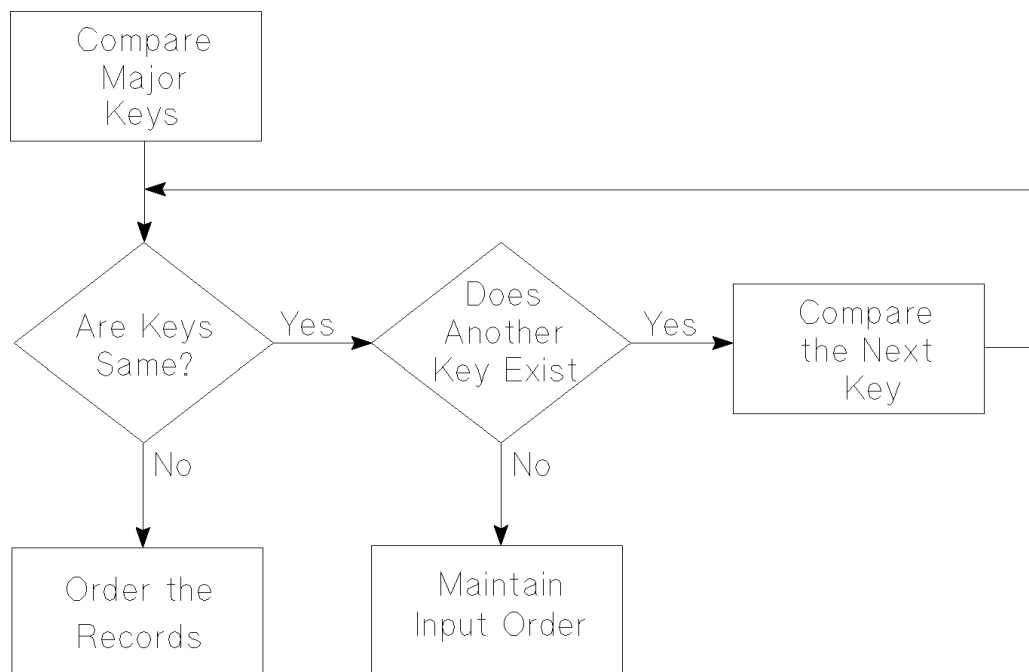 Compare
Major
Keys
Are Keys
Same?
Yes
Does
Another
Key Exist
Yes
Compare
the Next
Key
No
No
Order the
Records
Maintain
Input Order